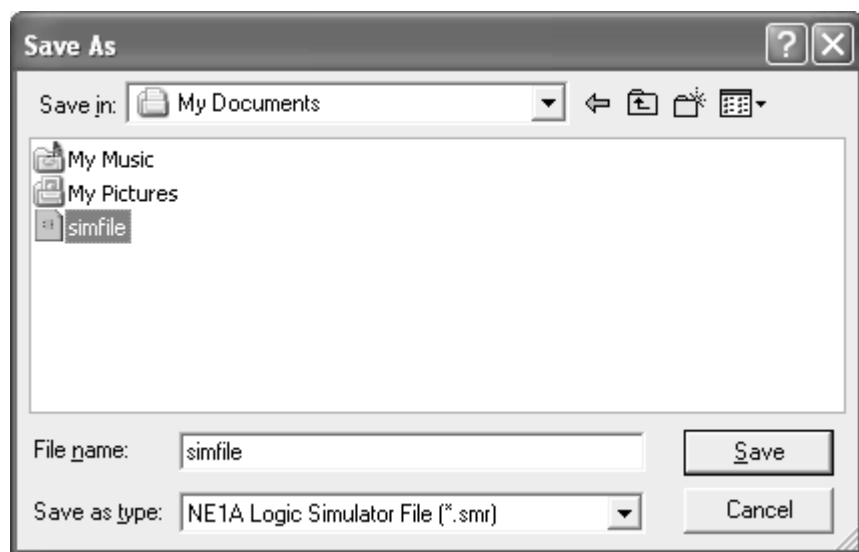 Save As
Save in: My Documents
My Music
My Pictures
simfile
File name: simfile
Save
Save as type: NE1A Logic Simulator File (*.smr)
Cancel